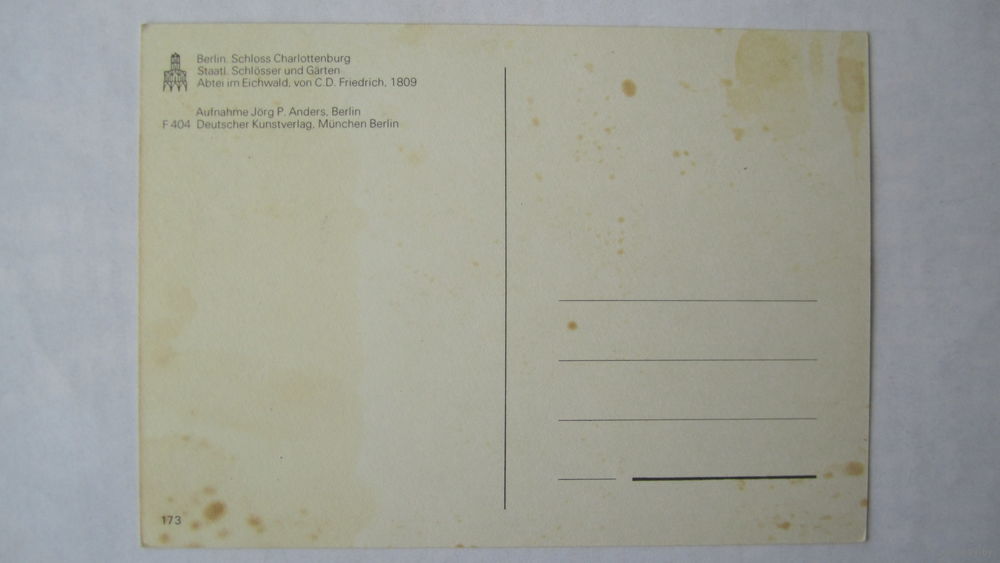 Berlin. Schloss Charlottenburg
Staatl. Schlösser und Gärten
Abtei im Eichwald, von C.D. Friedrich, 1809
Aufnahme Jörg P. Anders, Berlin
F 404 Deutscher Kunstverlag, München Berlin
173